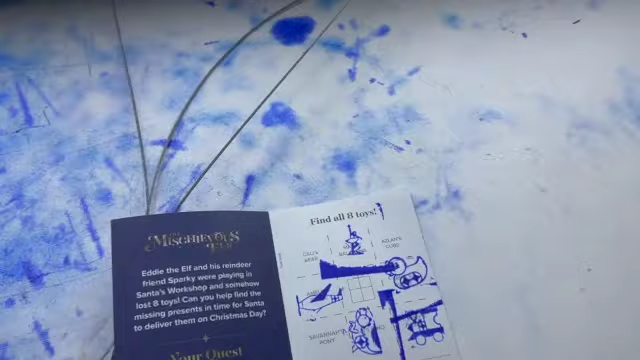 MISCHIEVOUS
Eddie the Elf and his reindeer
friend Sparky were playing in
Santa's Workshop and somehow
lost 8 toys! Can you help find the
missing presents in time for Santa
to deliver them on Christmas Day?
Your Quest
Find all 8 toys!
SAVANNAH'S
PONY